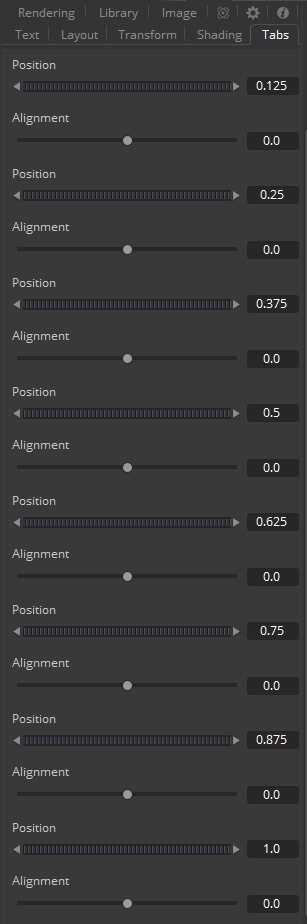 Rendering Library Image
Text Layout Transform Shading Tabs
Position
0.125
Alignment
0.0
Position
0.25
Alignment
0.0
Position
0.375
Alignment
0.0
Position
0.5
Alignment
0.0
Position
0.625
Alignment
0.0
Position
0.75
Alignment
0.0
Position
0.875
Alignment
0.0
Position
1.0
Alignment
0.0